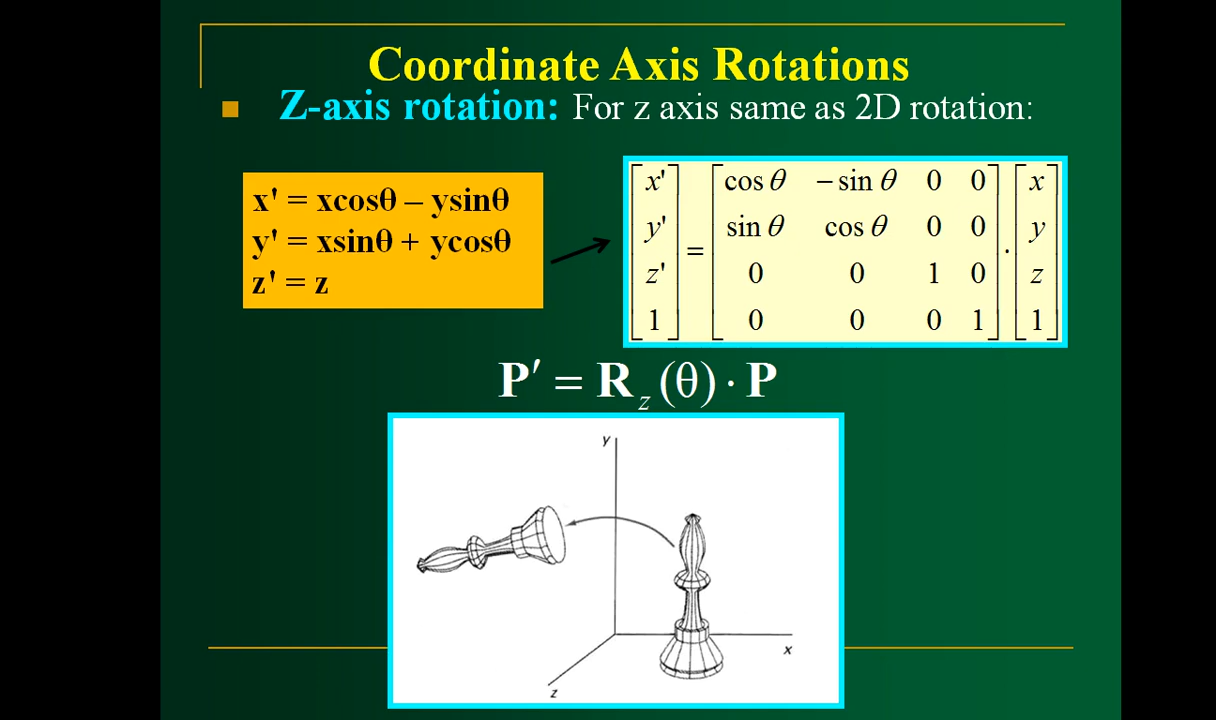 Coordinate Axis Rotations
■ Z-axis rotation: For z axis same as 2D rotation:
x' = xcosθ – ysinθ
y' = xsinθ + ycosθ
z' = z
x' cos θ − sin θ 0 0 x
y' sin θ cos θ 0 0 y
= ·
z' 0 0 1 0 z
1 0 0 0 1 1
P′ = R z (θ) · P
y
x
z